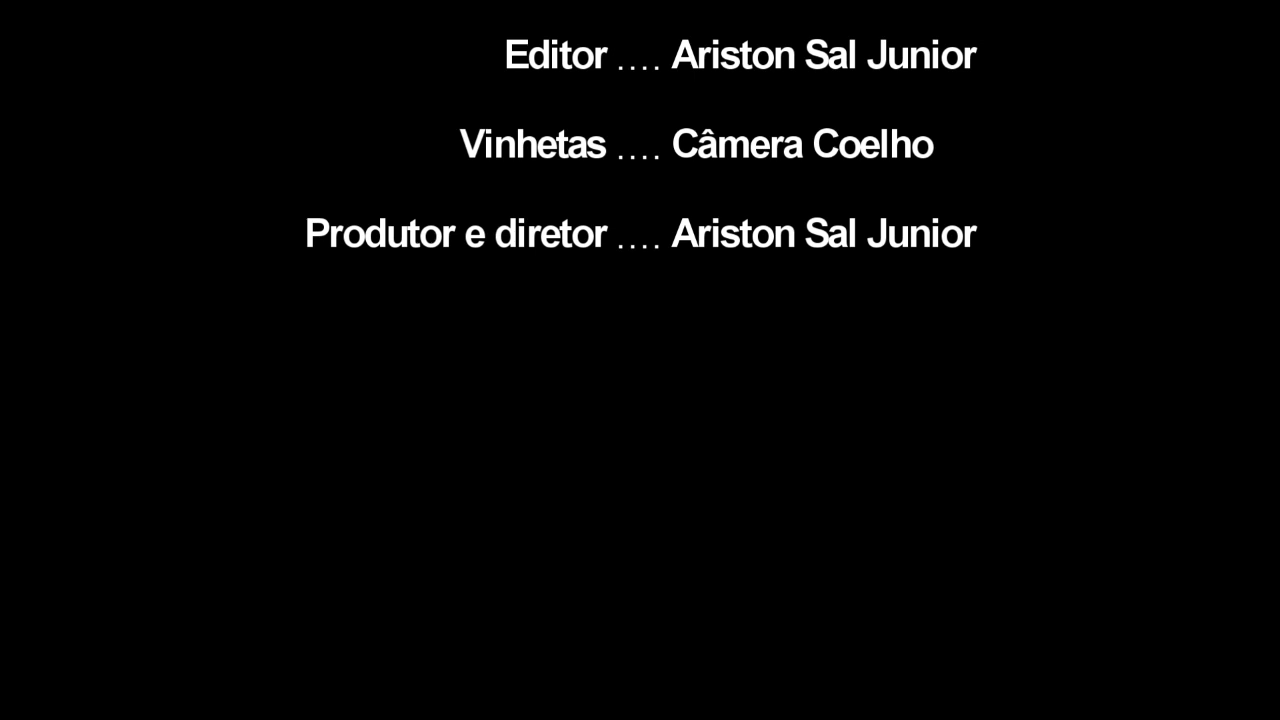 Editor .... Ariston Sal Junior
Vinhetas .... Câmera Coelho
Produtor e diretor .... Ariston Sal Junior